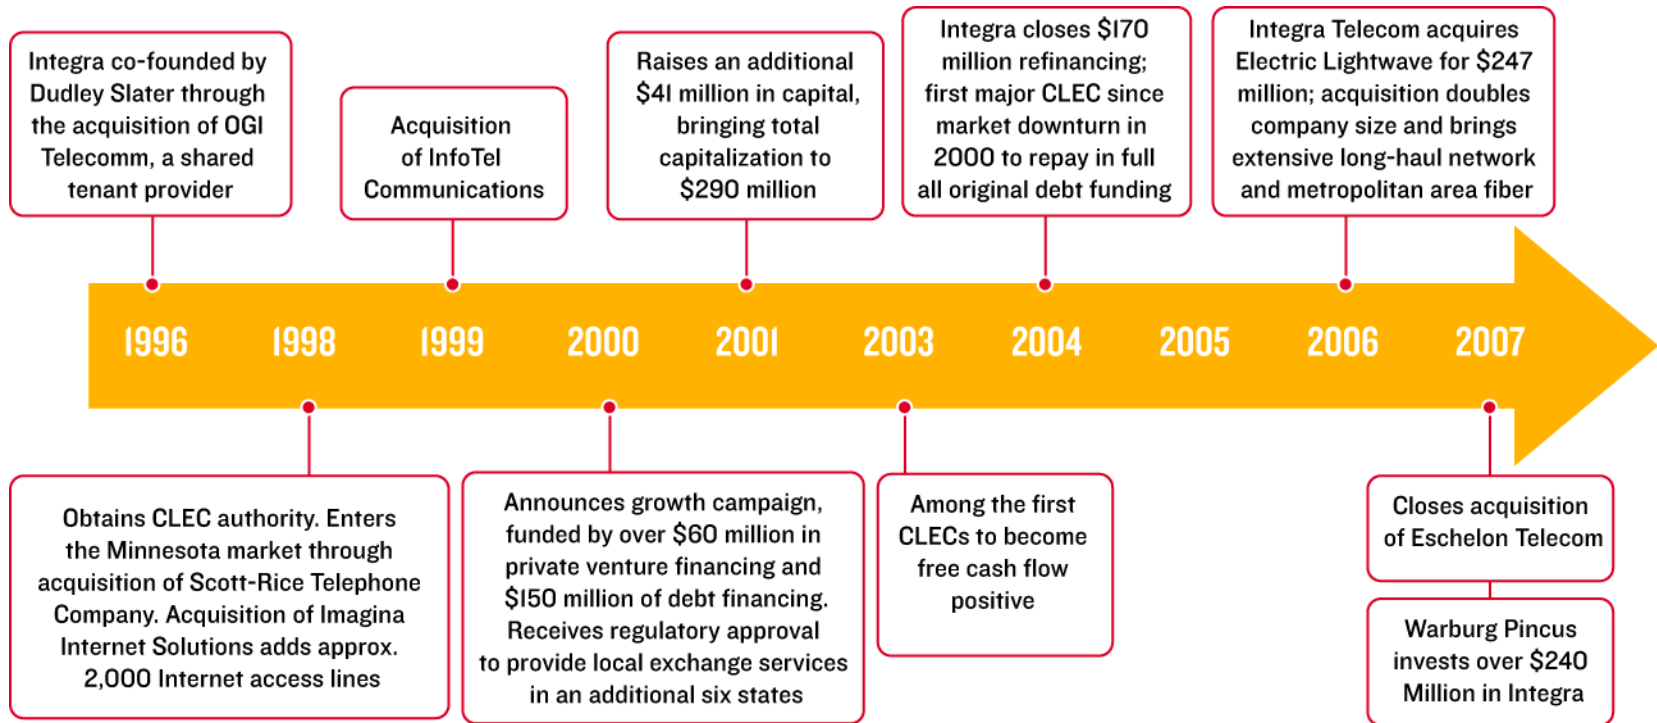 Integra co-founded by
Dudley Slater through
the acquisition of OGI
Telecomm, a shared
tenant provider
Acquisition
of InfoTel
Communications
Raises an additional
$41 million in capital,
bringing total
capitalization to
$290 million
Integra closes $170
million refinancing;
first major CLEC since
market downturn in
2000 to repay in full
all original debt funding
Integra Telecom acquires
Electric Lightwave for $247
million; acquisition doubles
company size and brings
extensive long-haul network
and metropolitan area fiber
1996 1998 1999 2000 2001 2003 2004 2005 2006 2007
Obtains CLEC authority. Enters
the Minnesota market through
acquisition of Scott-Rice Telephone
Company. Acquisition of Imagina
Internet Solutions adds approx.
2,000 Internet access lines
Announces growth campaign,
funded by over $60 million in
private venture financing and
$150 million of debt financing.
Receives regulatory approval
to provide local exchange services
in an additional six states
Among the first
CLECs to become
free cash flow
positive
Closes acquisition
of Eschelon Telecom
Warburg Pincus
invests over $240
Million in Integra